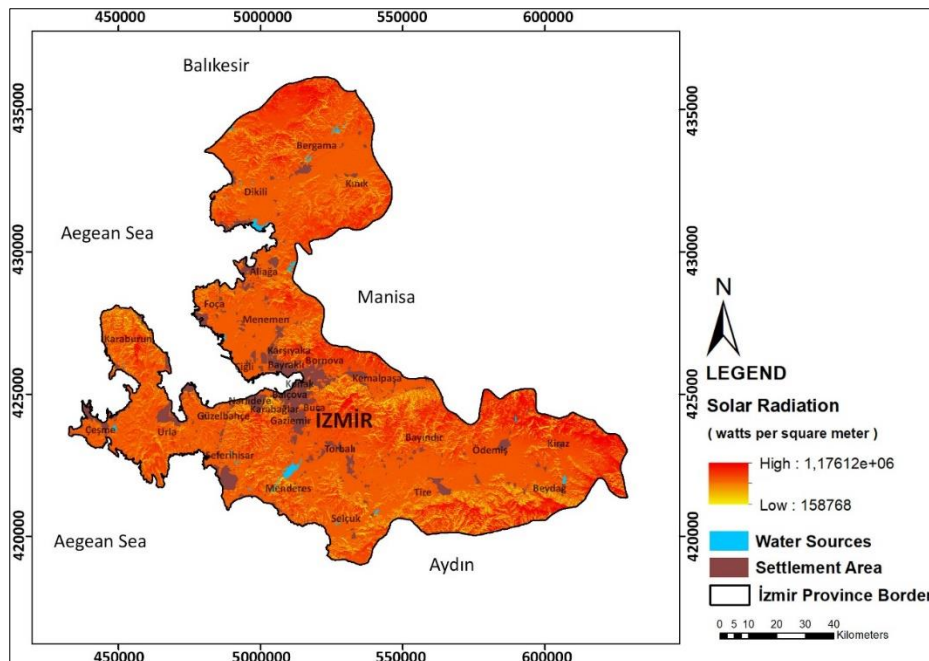 450000 5000000 550000 600000
Balıkesir
435000
435000
Bergama
Kınık
Dikili
Aegean Sea
430000
430000
Aliağa
Manisa
Foça
Menemen
Karaburun
Karşıyaka
Bayraklı
Bornova
Çiğli
Kemalpaşa
Konak
425000
425000
Balçova
Narlıdere
Karabağlar
Buca
Güzelbahçe
Gaziemir
İZMİR
Çeşme
Urla
Bayındır
Ödemiş
Kiraz
Torbalı
Seferihisar
Menderes
Tire
Beydağ
Selçuk
Aegean Sea
420000
420000
Aydın
450000 5000000 550000 600000
N
LEGEND
Solar Radiation
( watts per square meter )
High : 1,17612e+06
Low : 158768
Water Sources
Settlement Area
İzmir Province Border
0 5 10 20 30 40
Kilometers